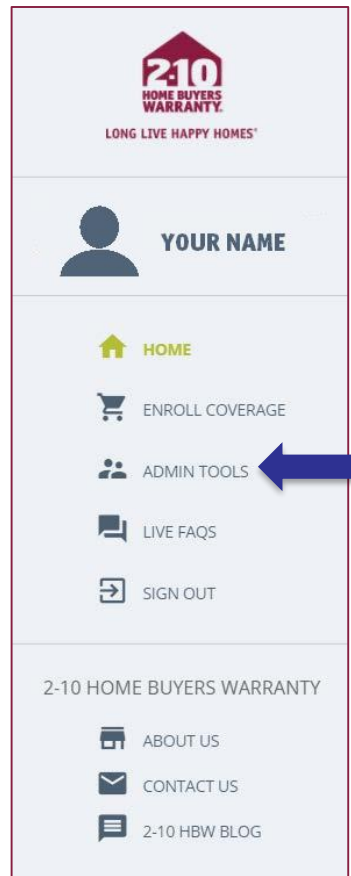 2-10
HOME BUYERS
WARRANTY.
LONG LIVE HAPPY HOMES®
YOUR NAME
HOME
ENROLL COVERAGE
ADMIN TOOLS
LIVE FAQS
SIGN OUT
2-10 HOME BUYERS WARRANTY
ABOUT US
CONTACT US
2-10 HBW BLOG